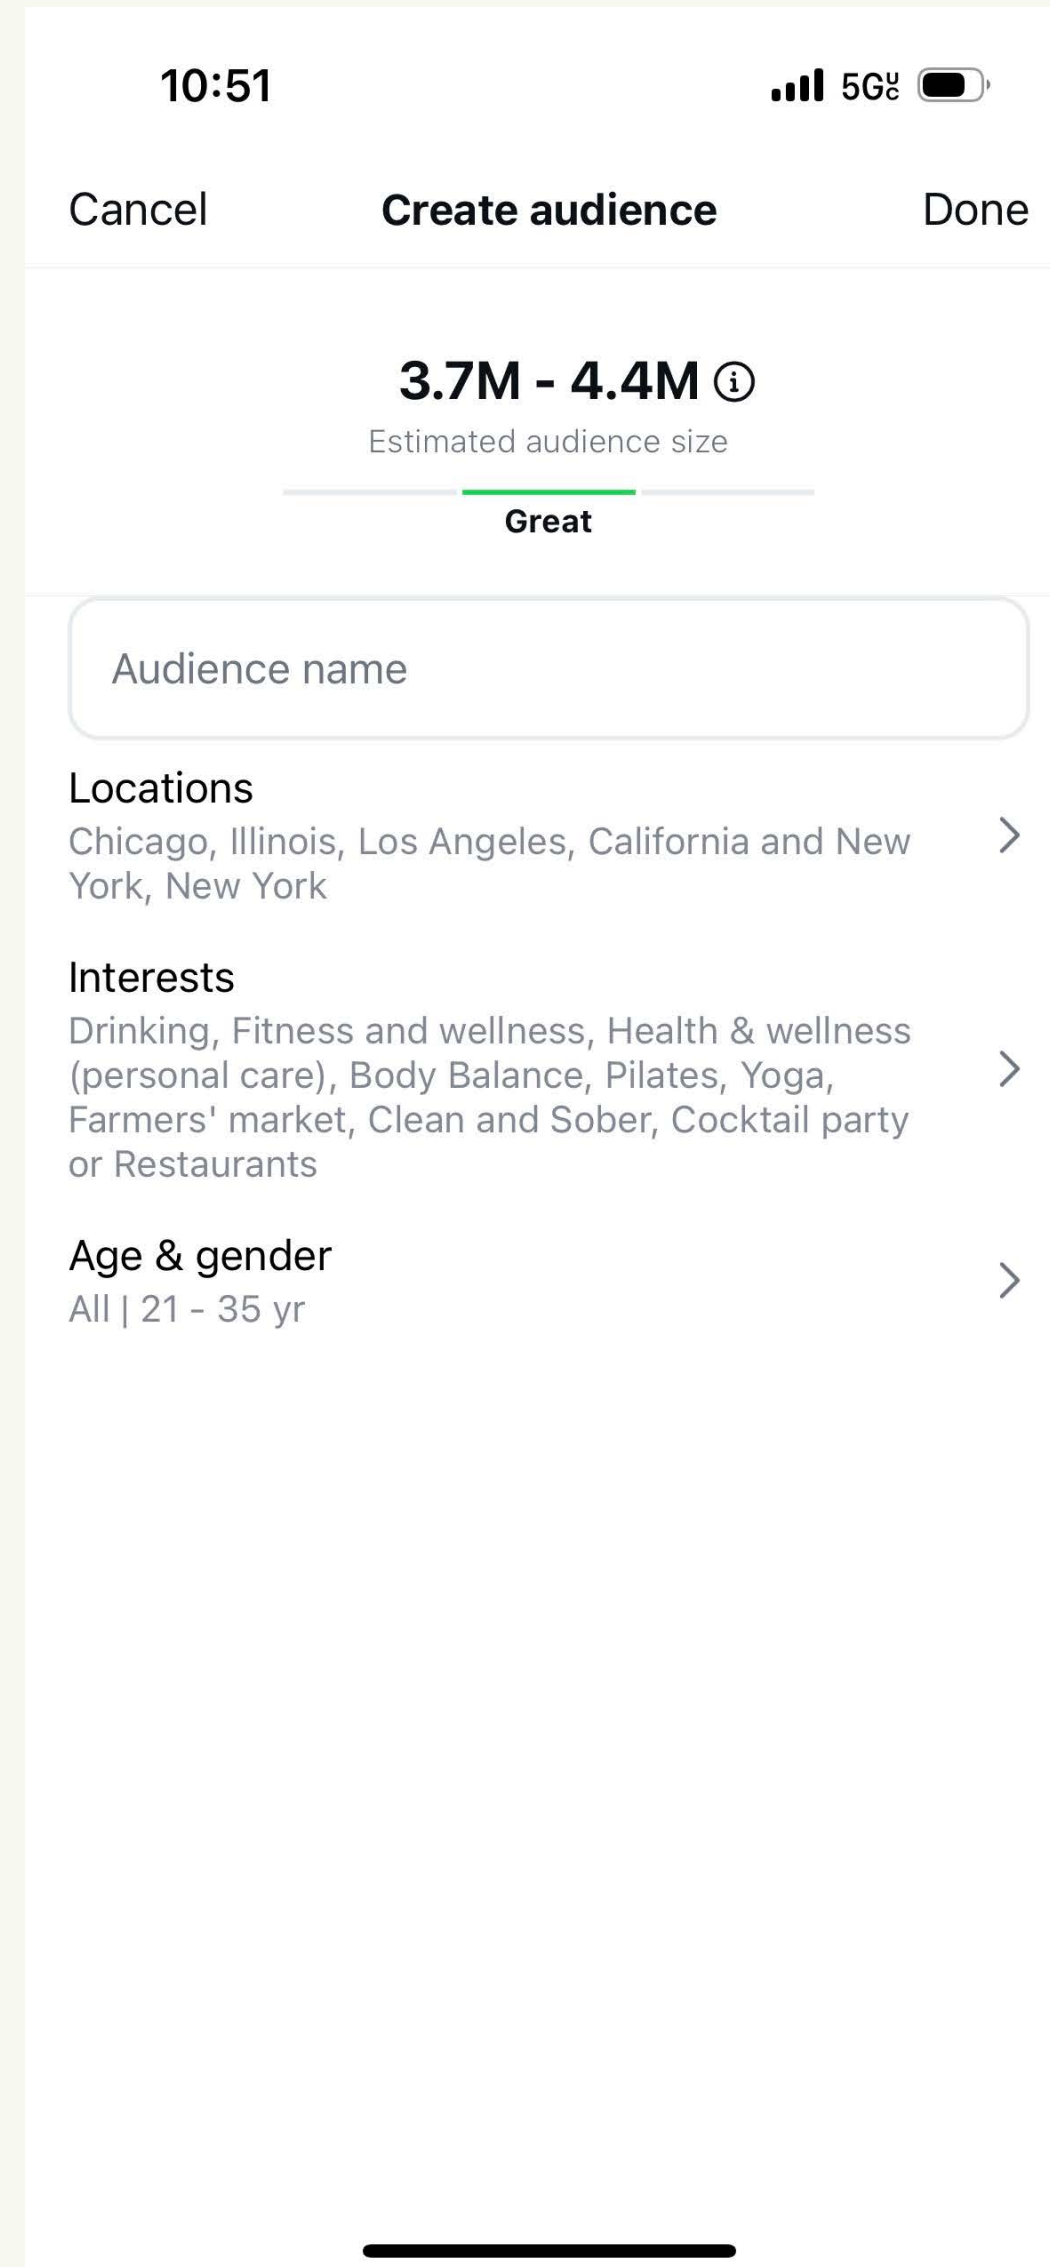 10:51
5G UC
Cancel
Create audience
Done
3.7M - 4.4M
Estimated audience size
Great
Audience name
Locations
Chicago, Illinois, Los Angeles, California and New
York, New York
Interests
Drinking, Fitness and wellness, Health & wellness
(personal care), Body Balance, Pilates, Yoga,
Farmers' market, Clean and Sober, Cocktail party
or Restaurants
Age & gender
All | 21 - 35 yr